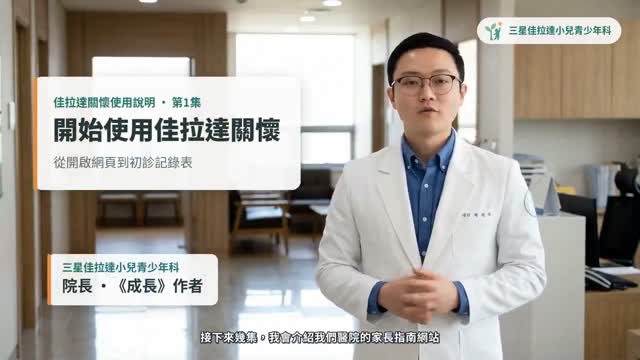 三星佳拉達小兒青少年科
佳拉達關懷使用說明 · 第1集
開始使用佳拉達關懷
從開啟網頁到初診記錄表
三星佳拉達小兒青少年科
院長 · 《成長》作者
接下來幾集，我會介紹我們醫院的家長指南網站